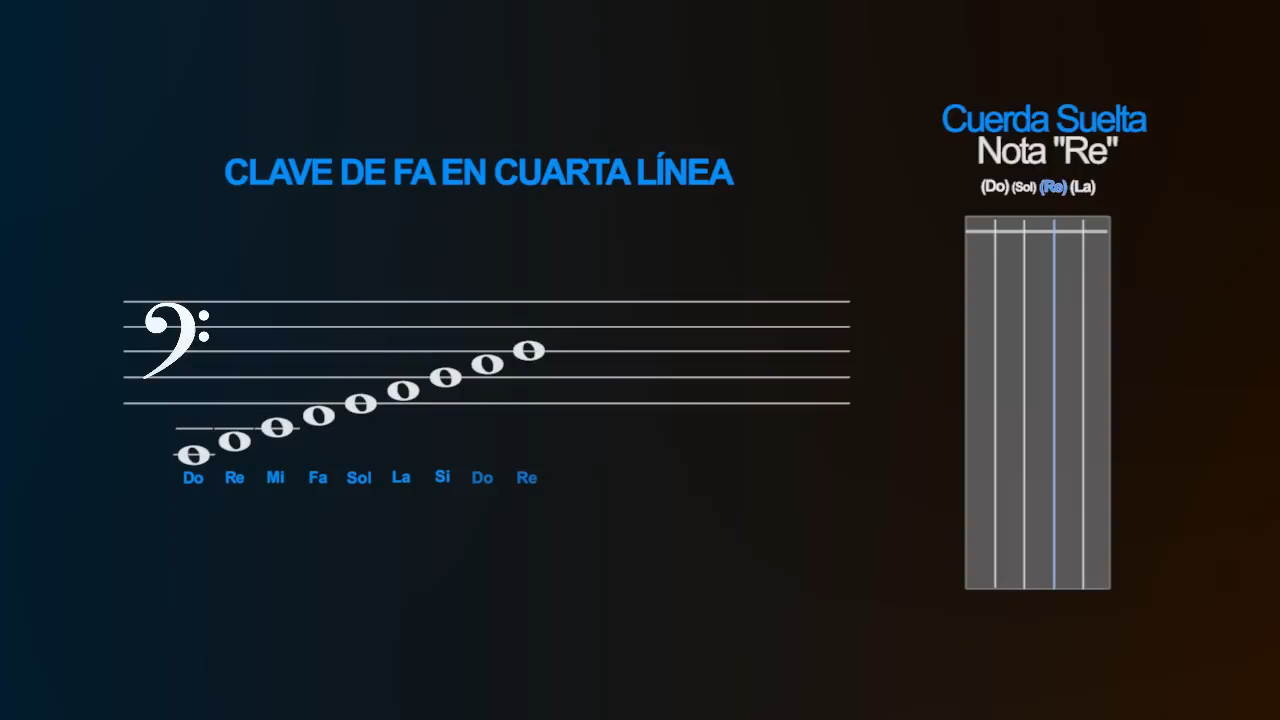 CLAVE DE FA EN CUARTA LÍNEA
Do Re Mi Fa Sol La Si Do Re
Cuerda Suelta
Nota "Re"
(Do) (Sol) (Re) (La)